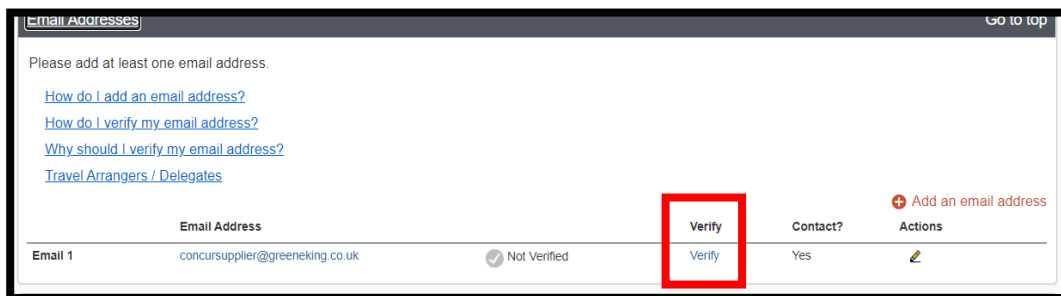 Email Addresses Go to top
Please add at least one email address.
How do I add an email address?
How do I verify my email address?
Why should I verify my email address?
Travel Arrangers / Delegates
Add an email address
Email Address Verify Contact? Actions
Email 1 concursupplier@greeneking.co.uk Not Verified Verify Yes